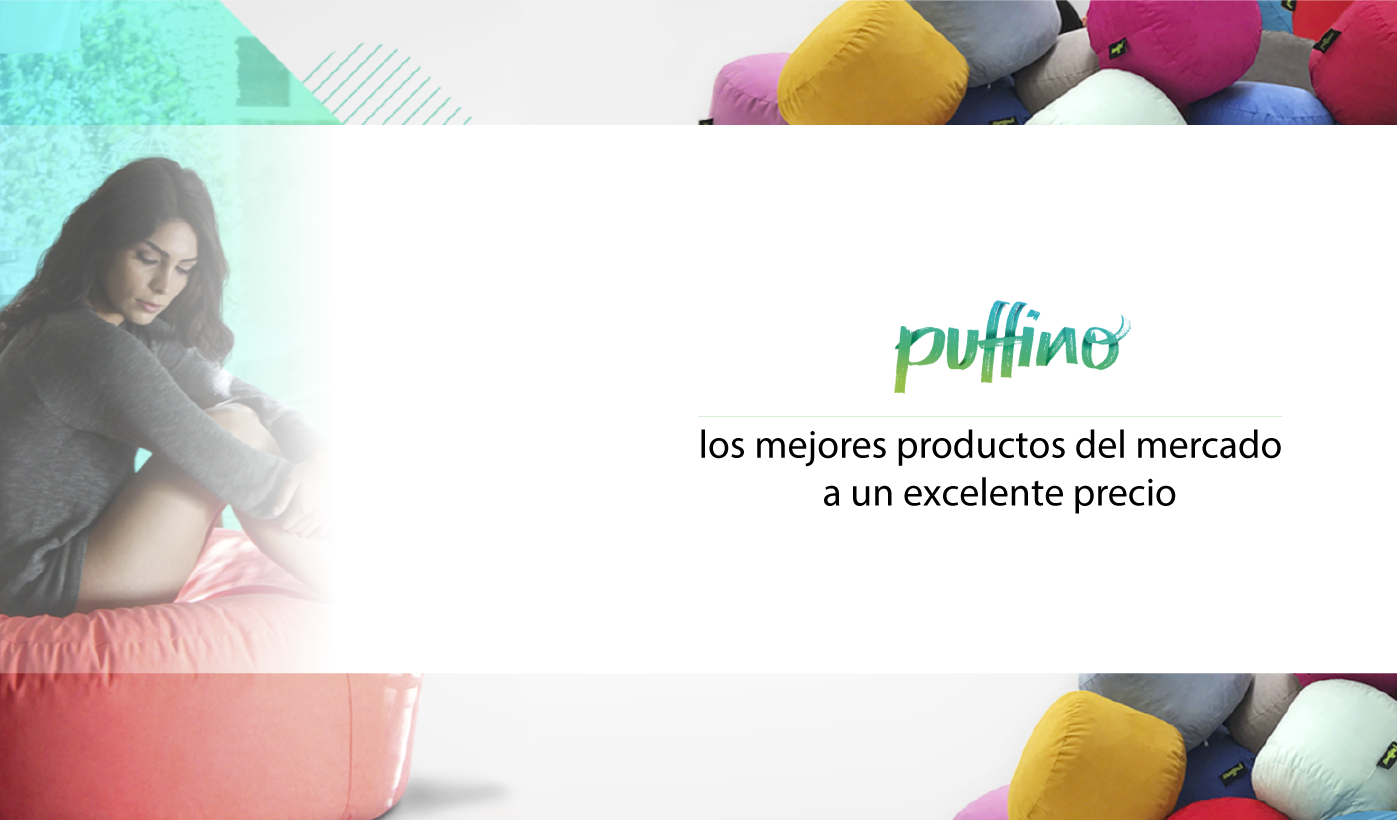 puffino
los mejores productos del mercado
a un excelente precio